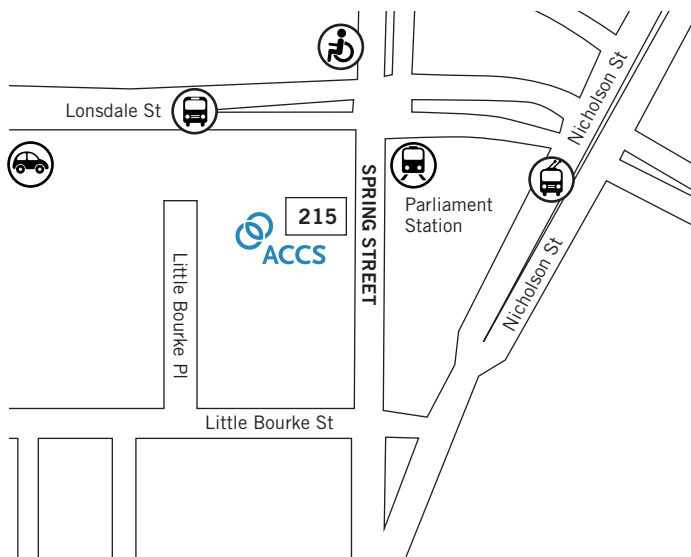 Lonsdale St
Nicholson St
SPRING STREET
215
Parliament
Station
ACCS
Little Bourke Pl
Nicholson St
Little Bourke St